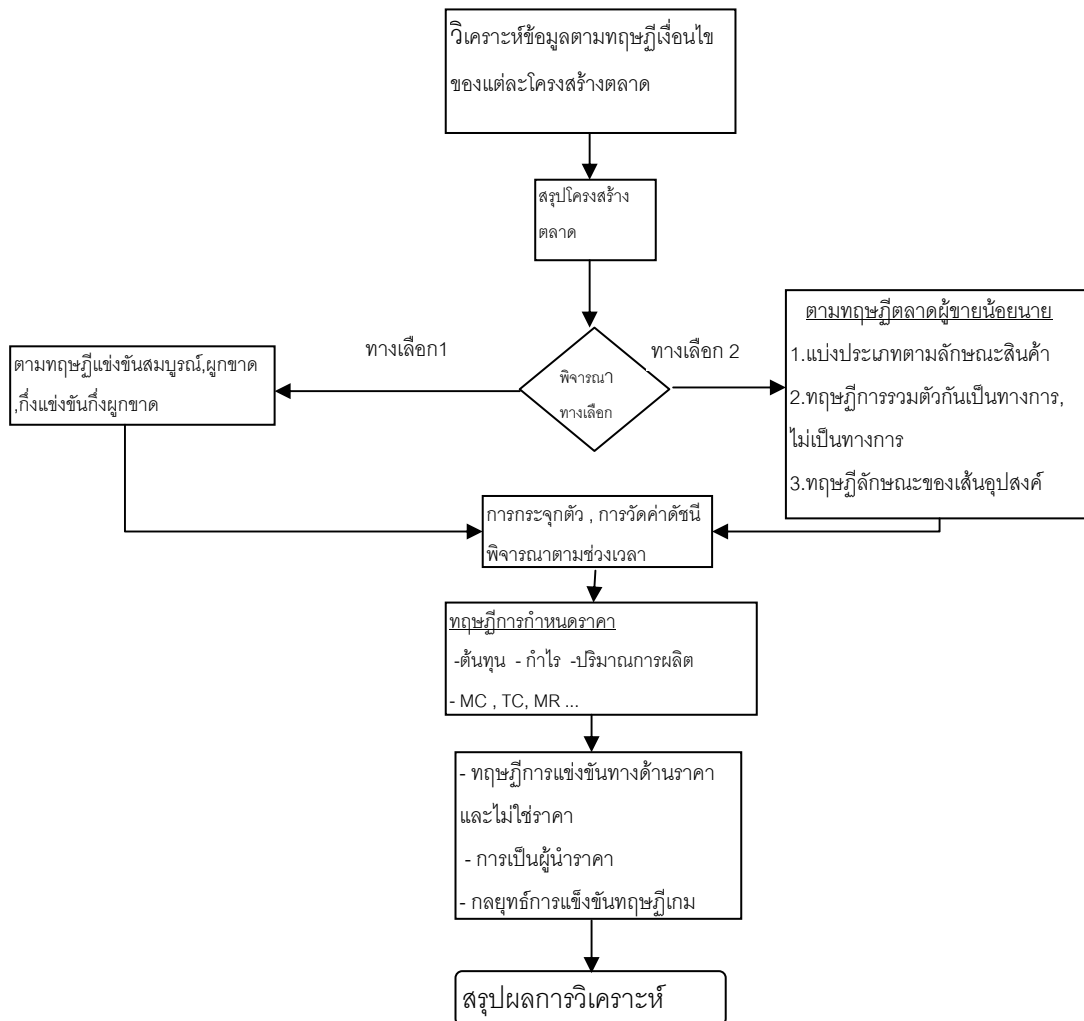 วิเคราะห์ข้อมูลตามทฤษฎีเงื่อนไข
ของแต่ละโครงสร้างตลาด
สรุปโครงสร้าง
ตลาด
พิจารณา
ทางเลือก
ทางเลือก1
ตามทฤษฎีแข่งขันสมบูรณ์,ผูกขาด
,กึ่งแข่งขันกึ่งผูกขาด
ทางเลือก 2
ตามทฤษฎีตลาดผู้ขายน้อยนาย
1.แบ่งประเภทตามลักษณะสินค้า
2.ทฤษฎีการรวมตัวกันเป็นทางการ,
ไม่เป็นทางการ
3.ทฤษฎีลักษณะของเส้นอุปสงค์
การกระจุกตัว , การวัดค่าดัชนี
พิจารณาตามช่วงเวลา
ทฤษฎีการกำหนดราคา
-ต้นทุน - กำไร -ปริมาณการผลิต
- MC , TC, MR ...
- ทฤษฎีการแข่งขันทางด้านราคา
และไม่ใช่ราคา
- การเป็นผู้นำราคา
- กลยุทธ์การแข็งขันทฤษฎีเกม
สรุปผลการวิเคราะห์